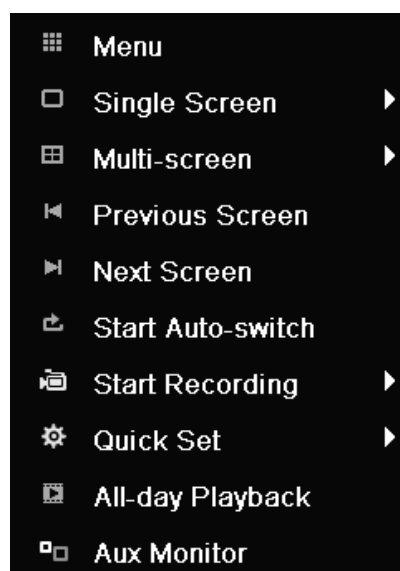 Menu
Single Screen
Multi-screen
Previous Screen
Next Screen
Start Auto-switch
Start Recording
Quick Set
All-day Playback
Aux Monitor